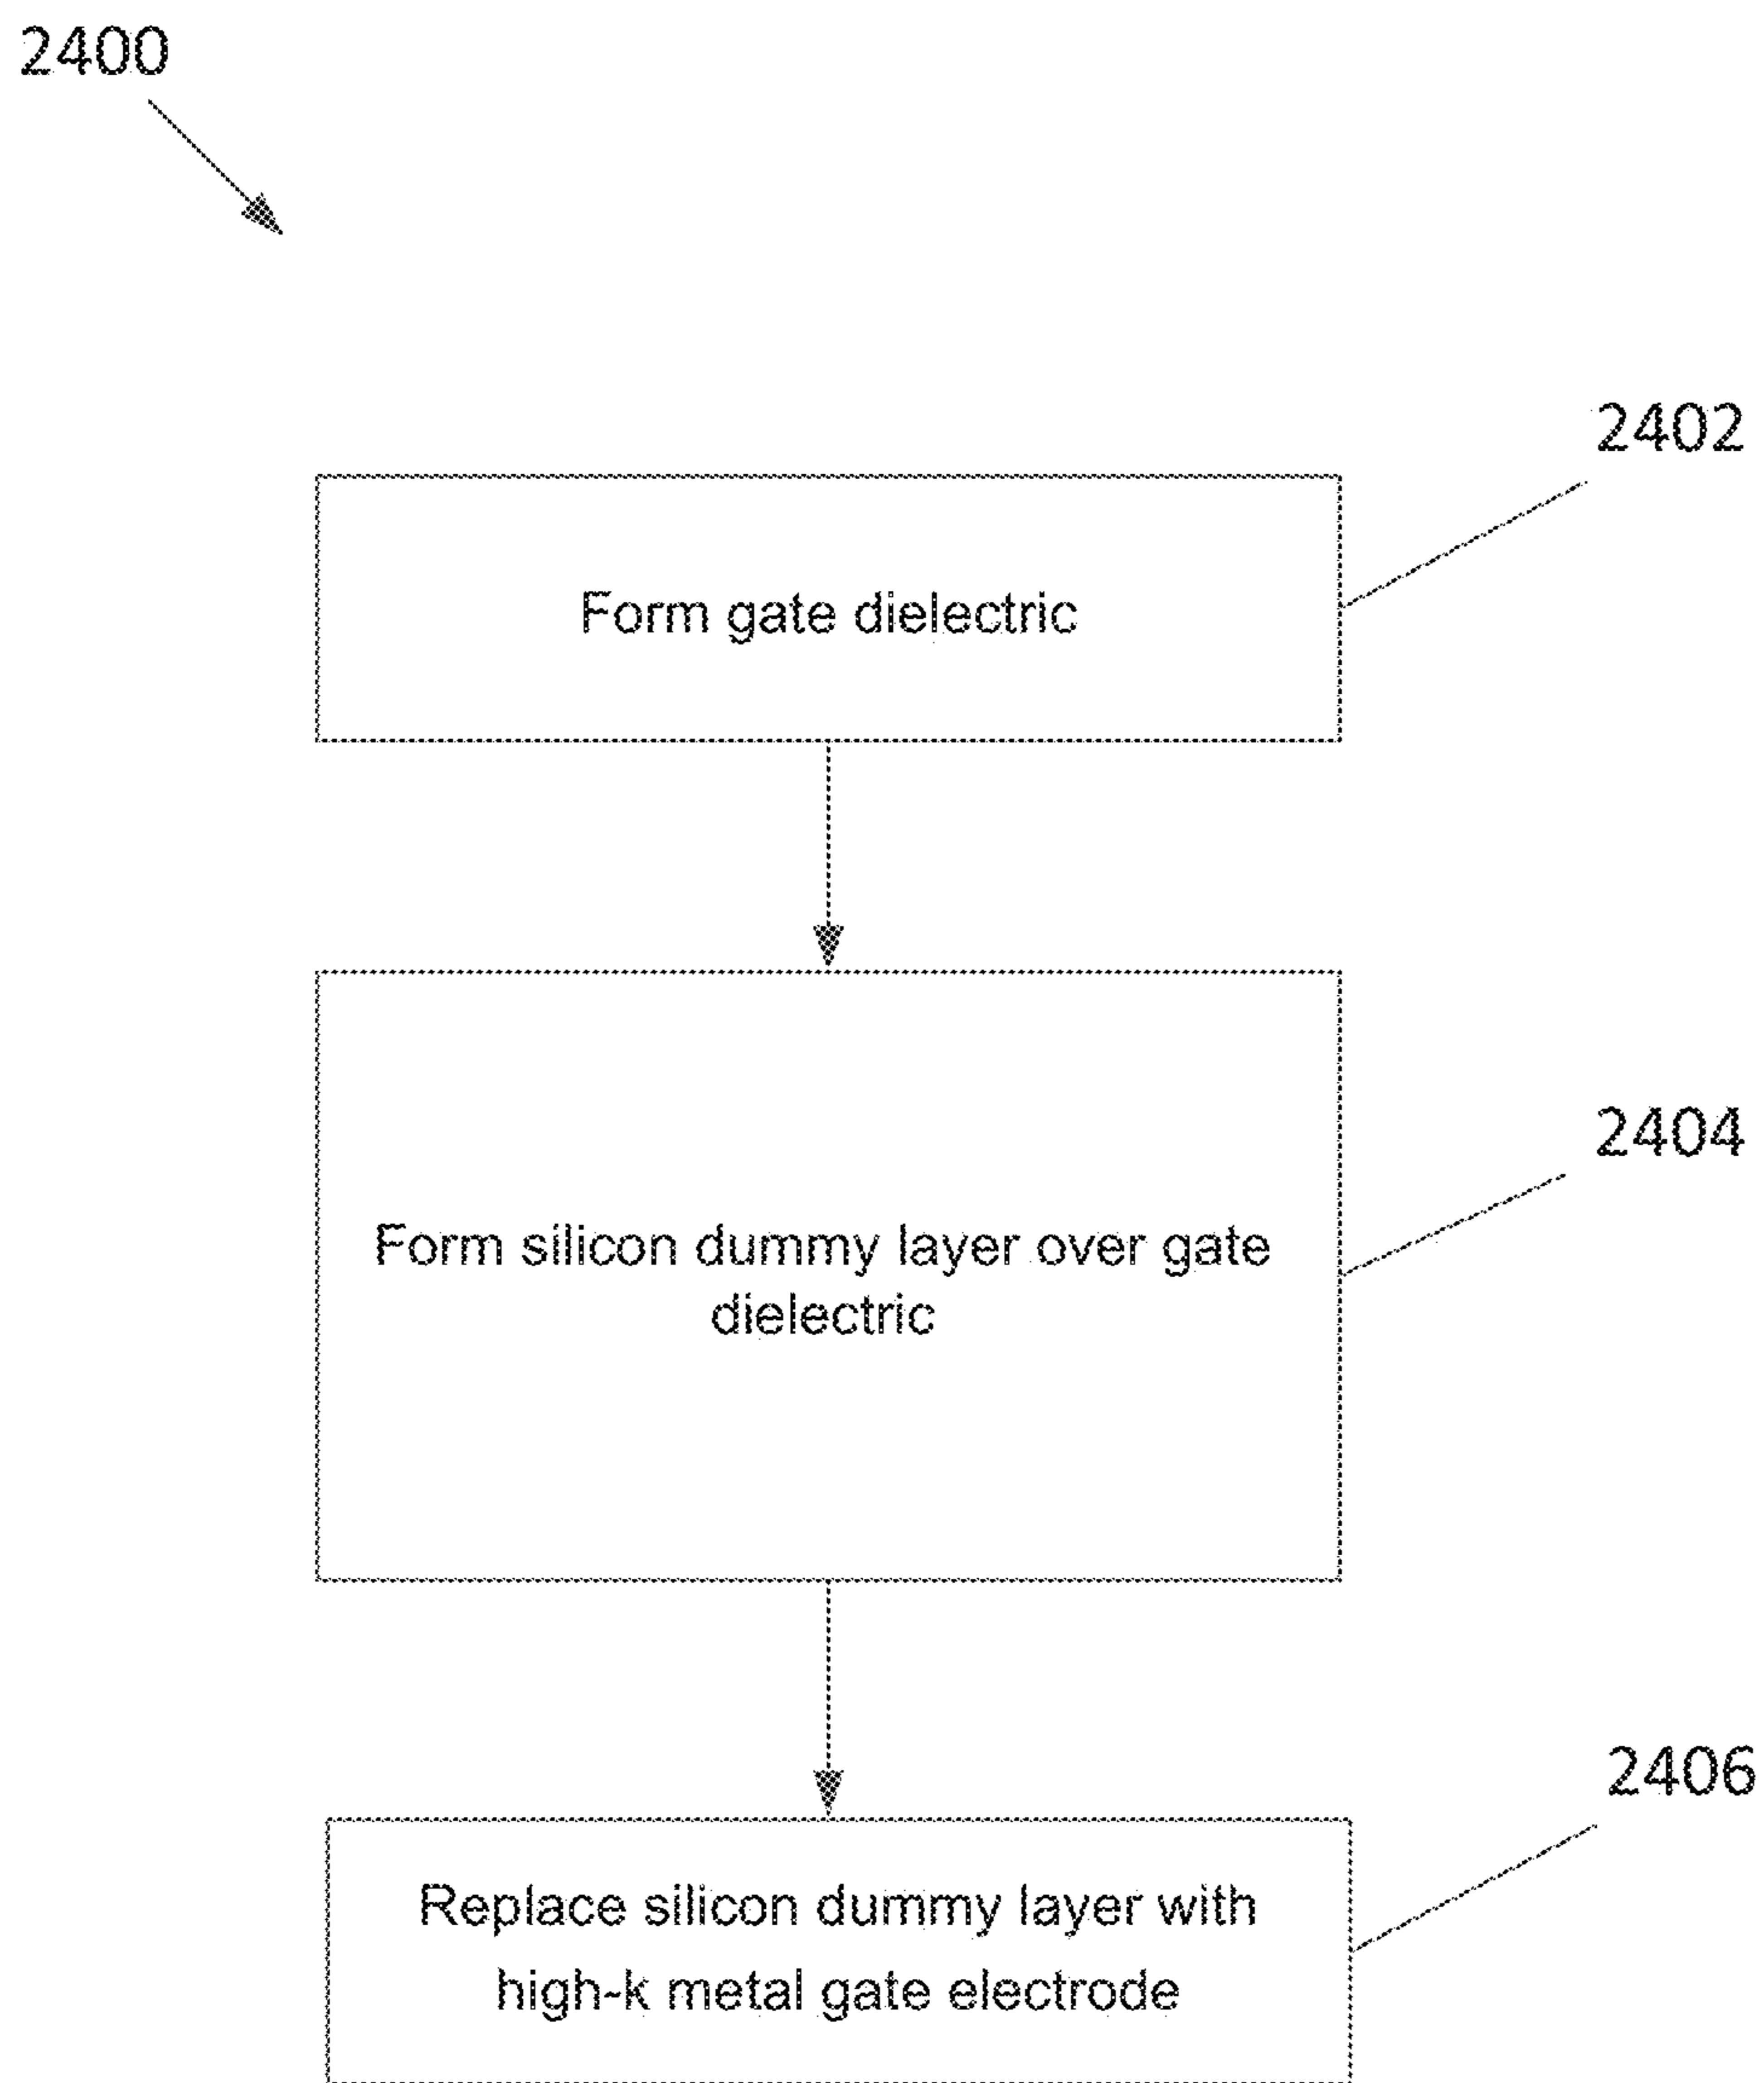 2400
2402
Form gate dielectric
2404
Form silicon dummy layer over gate
dielectric
2406
Replace silicon dummy layer with
high-k metal gate electrode